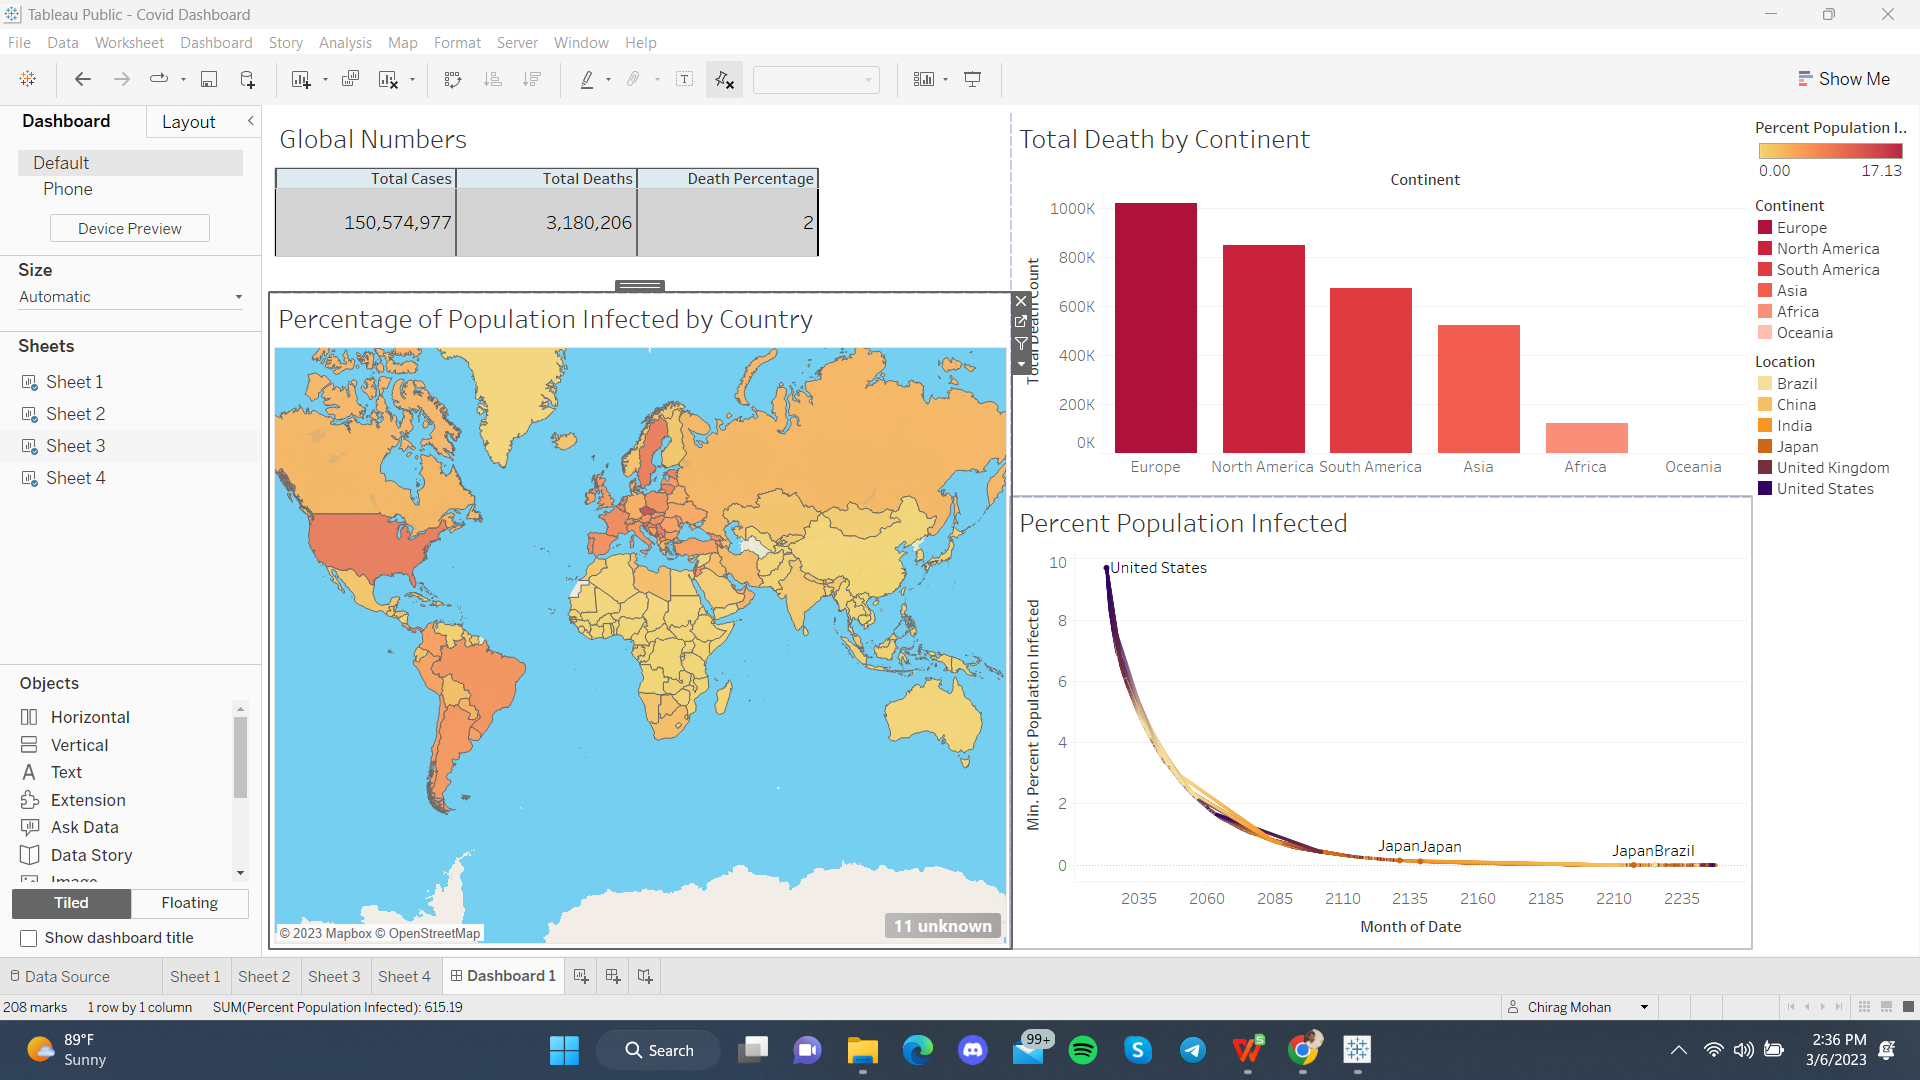 Tableau Public - Covid Dashboard
File Data Worksheet Dashboard Story Analysis Map Format Server Window Help
Show Me
Dashboard Layout
Default
Phone
Device Preview
Size
Automatic
Sheets
Sheet 1
Sheet 2
Sheet 3
Sheet 4
Objects
Horizontal
Vertical
Text
Extension
Ask Data
Data Story
Image
Tiled Floating
Show dashboard title
Global Numbers
Total Cases Total Deaths Death Percentage
150,574,977 3,180,206 2
Percentage of Population Infected by Country
© 2023 Mapbox © OpenStreetMap
11 unknown
Total Death by Continent
Continent
Total Death Count
1000K
800K
600K
400K
200K
0K
Europe North America South America Asia Africa Oceania
Percent Population Infected
Min. Percent Population Infected
10
8
6
4
2
0
United States
Japan Japan
Japan Brazil
2035 2060 2085 2110 2135 2160 2185 2210 2235
Month of Date
Percent Population I..
0.00 17.13
Continent
Europe
North America
South America
Asia
Africa
Oceania
Location
Brazil
China
India
Japan
United Kingdom
United States
Data Source Sheet 1 Sheet 2 Sheet 3 Sheet 4 Dashboard 1
208 marks 1 row by 1 column SUM(Percent Population Infected): 615.19
Chirag Mohan
89°F
Sunny
Search
99+
2:36 PM
3/6/2023